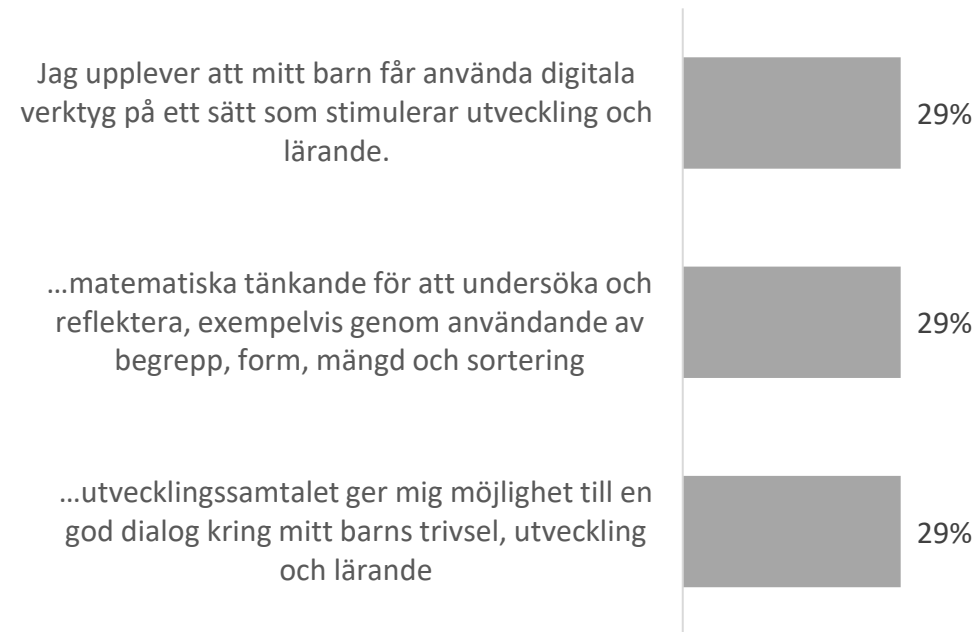 Jag upplever att mitt barn får använda digitala
verktyg på ett sätt som stimulerar utveckling och
lärande.
29%
…matematiska tänkande för att undersöka och
reflektera, exempelvis genom användande av
begrepp, form, mängd och sortering
29%
…utvecklingssamtalet ger mig möjlighet till en
god dialog kring mitt barns trivsel, utveckling
och lärande
29%